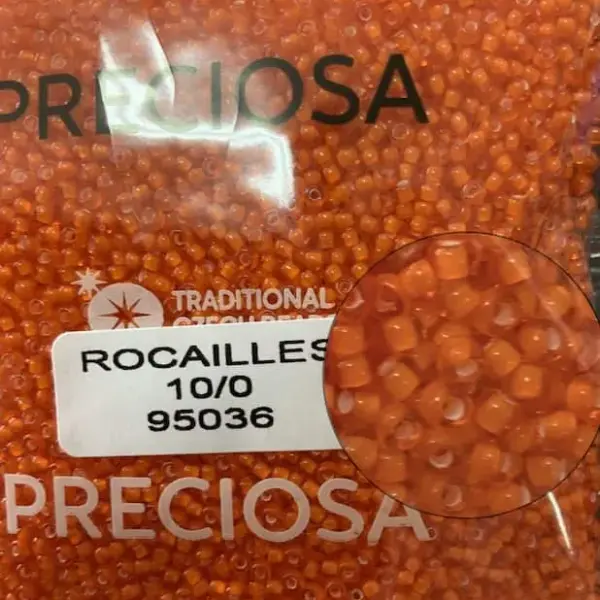 PRECIOSA
TRADITIONAL
ROCAILLES
10/0
95036
PRECIOSA